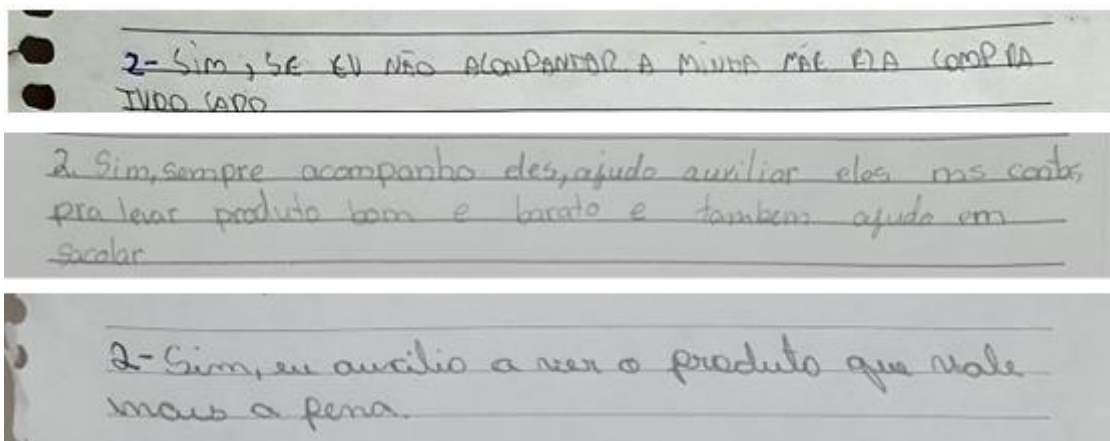 2- Sim, SE EU NÃO ACOMPANHAR A MINHA MÃE ELA COMPRA
TUDO CARO
2. Sim, sempre acompanho eles, ajudo auxiliar eles nas contas,
pra levar produto bom e barato e tambem ajudo em
sacolar
2- Sim, eu auxilio a ver o produto que vale
mais a pena.